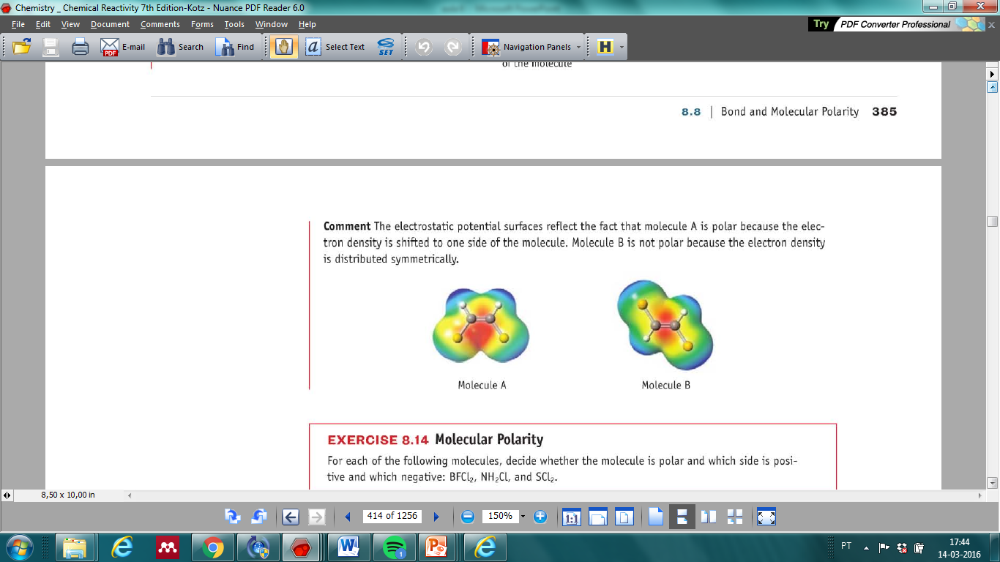 Chemistry _ Chemical Reactivity 7th Edition-Kotz - Nuance PDF Reader 6.0
File Edit View Document Comments Forms Tools Window Help
Try PDF Converter Professional
PDF E-mail Search Find a Select Text SET Navigation Panels H
of the molecule
8.8 | Bond and Molecular Polarity 385
Comment The electrostatic potential surfaces reflect the fact that molecule A is polar because the elec-
tron density is shifted to one side of the molecule. Molecule B is not polar because the electron density
is distributed symmetrically.
Molecule A Molecule B
EXERCISE 8.14 Molecular Polarity
For each of the following molecules, decide whether the molecule is polar and which side is posi-
tive and which negative: BFCl₂, NH₂Cl, and SCl₂.
8,50 x 10,00 in
414 of 1256 150% 1:1
W 1 P
PT 17:44
14-03-2016